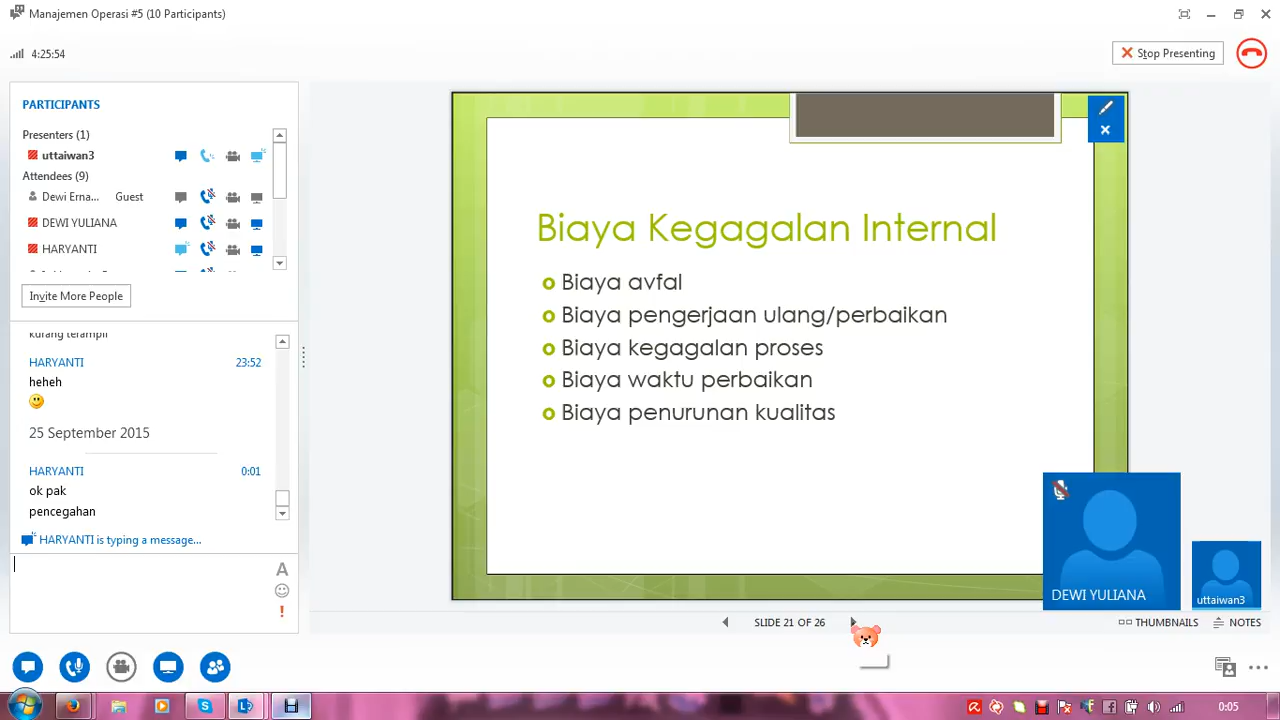 Manajemen Operasi #5 (10 Participants)
4:25:54
Stop Presenting
PARTICIPANTS
Presenters (1)
uttaiwan3
Attendees (9)
Dewi Erna... Guest
DEWI YULIANA
HARYANTI
Invite More People
kurang terampil
HARYANTI 23:52
heheh
25 September 2015
HARYANTI 0:01
ok pak
pencegahan
HARYANTI is typing a message...
A
Biaya Kegagalan Internal
Biaya avfal
Biaya pengerjaan ulang/perbaikan
Biaya kegagalan proses
Biaya waktu perbaikan
Biaya penurunan kualitas
DEWI YULIANA
uttaiwan3
SLIDE 21 OF 26
THUMBNAILS
NOTES
0:05